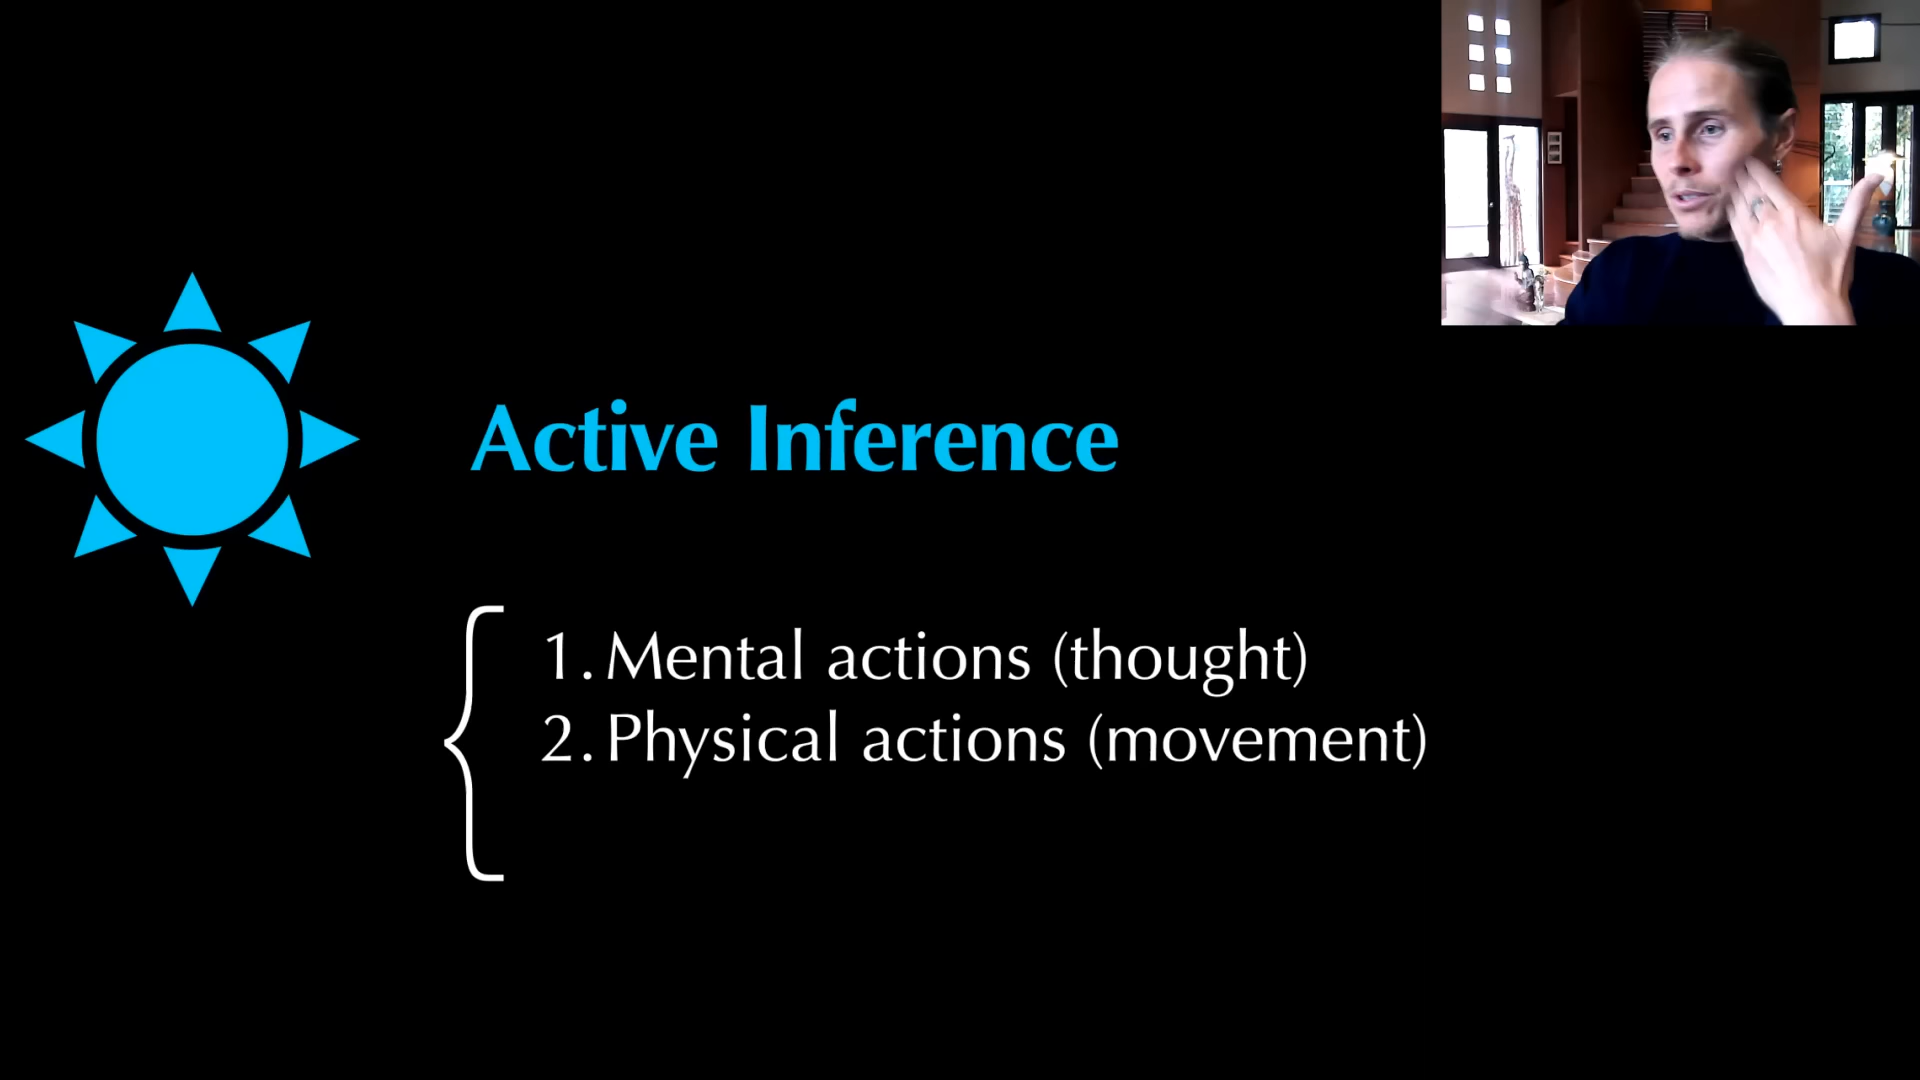 Active Inference
1. Mental actions (thought)
2. Physical actions (movement)